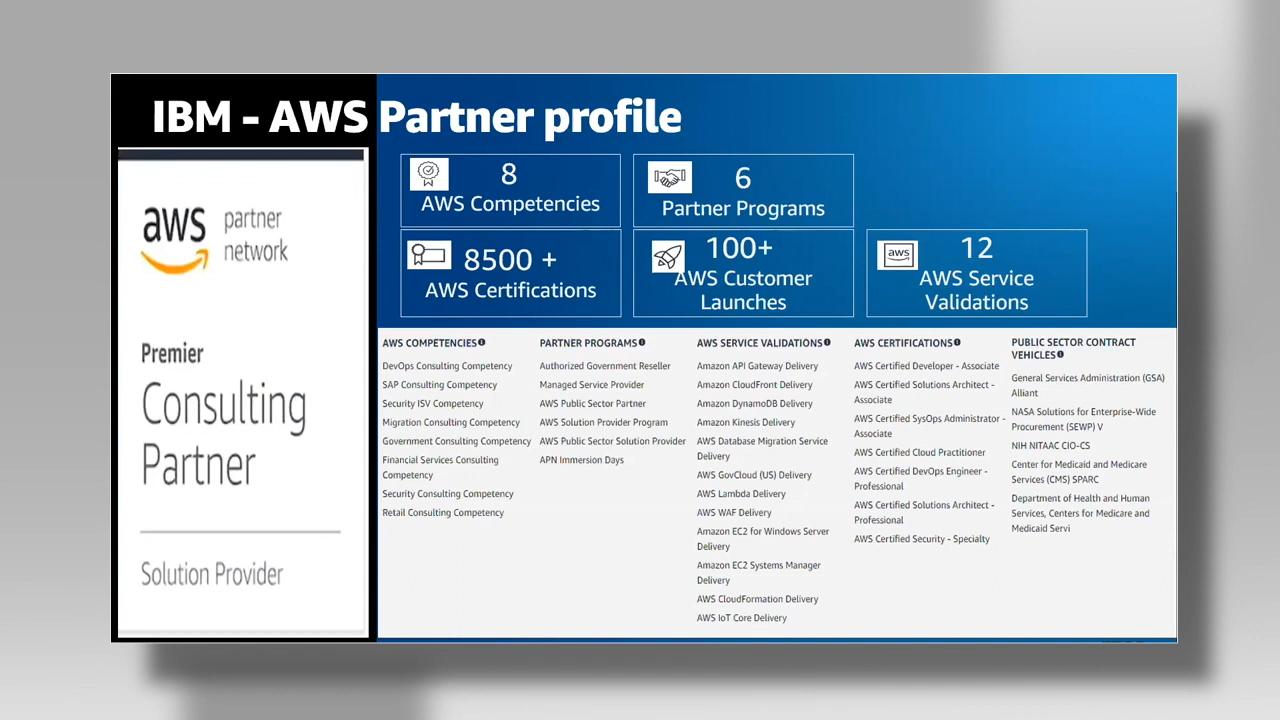 IBM - AWS Partner profile
aws partner
network
Premier
Consulting
Partner
Solution Provider
8
AWS Competencies
6
Partner Programs
8500 +
AWS Certifications
100+
AWS Customer
Launches
aws
12
AWS Service
Validations
AWS COMPETENCIES
DevOps Consulting Competency
SAP Consulting Competency
Security ISV Competency
Migration Consulting Competency
Government Consulting Competency
Financial Services Consulting
Competency
Security Consulting Competency
Retail Consulting Competency
PARTNER PROGRAMS
Authorized Government Reseller
Managed Service Provider
AWS Public Sector Partner
AWS Solution Provider Program
AWS Public Sector Solution Provider
APN Immersion Days
AWS SERVICE VALIDATIONS
Amazon API Gateway Delivery
Amazon CloudFront Delivery
Amazon DynamoDB Delivery
Amazon Kinesis Delivery
AWS Database Migration Service
Delivery
AWS GovCloud (US) Delivery
AWS Lambda Delivery
AWS WAF Delivery
Amazon EC2 for Windows Server
Delivery
Amazon EC2 Systems Manager
Delivery
AWS CloudFormation Delivery
AWS IoT Core Delivery
AWS CERTIFICATIONS
AWS Certified Developer - Associate
AWS Certified Solutions Architect -
Associate
AWS Certified SysOps Administrator -
Associate
AWS Certified Cloud Practitioner
AWS Certified DevOps Engineer -
Professional
AWS Certified Solutions Architect -
Professional
AWS Certified Security - Specialty
PUBLIC SECTOR CONTRACT
VEHICLES
General Services Administration (GSA)
Alliant
NASA Solutions for Enterprise-Wide
Procurement (SEWP) V
NIH NITAAC CIO-CS
Center for Medicaid and Medicare
Services (CMS) SPARC
Department of Health and Human
Services, Centers for Medicare and
Medicaid Servi